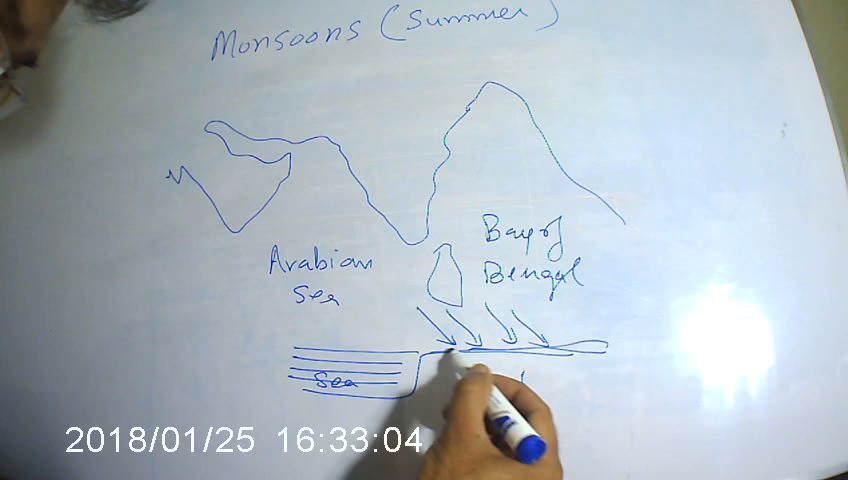 Monsoons (Summer)
Arabian
Sea
Bay of
Bengal
Sea
2018/01/25 16:33:04